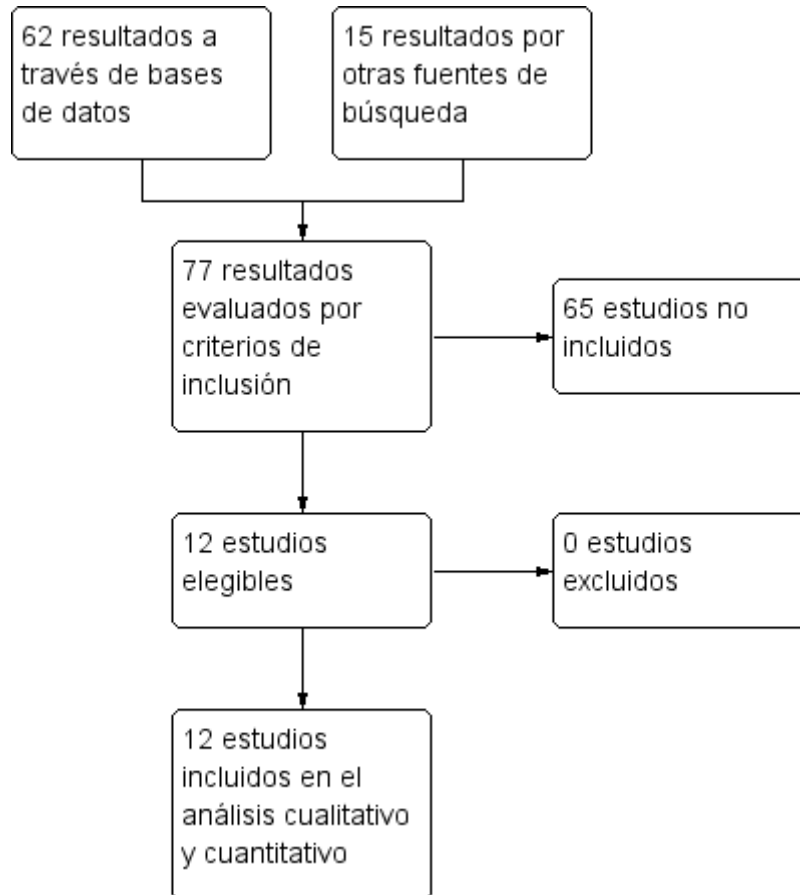 62 resultados a
través de bases
de datos
15 resultados por
otras fuentes de
búsqueda
77 resultados
evaluados por
criterios de
inclusión
65 estudios no
incluidos
12 estudios
elegibles
0 estudios
excluidos
12 estudios
incluidos en el
análisis cualitativo
y cuantitativo